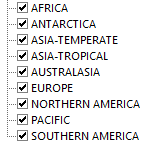 AFRICA
ANTARCTICA
ASIA-TEMPERATE
ASIA-TROPICAL
AUSTRALASIA
EUROPE
NORTHERN AMERICA
PACIFIC
SOUTHERN AMERICA